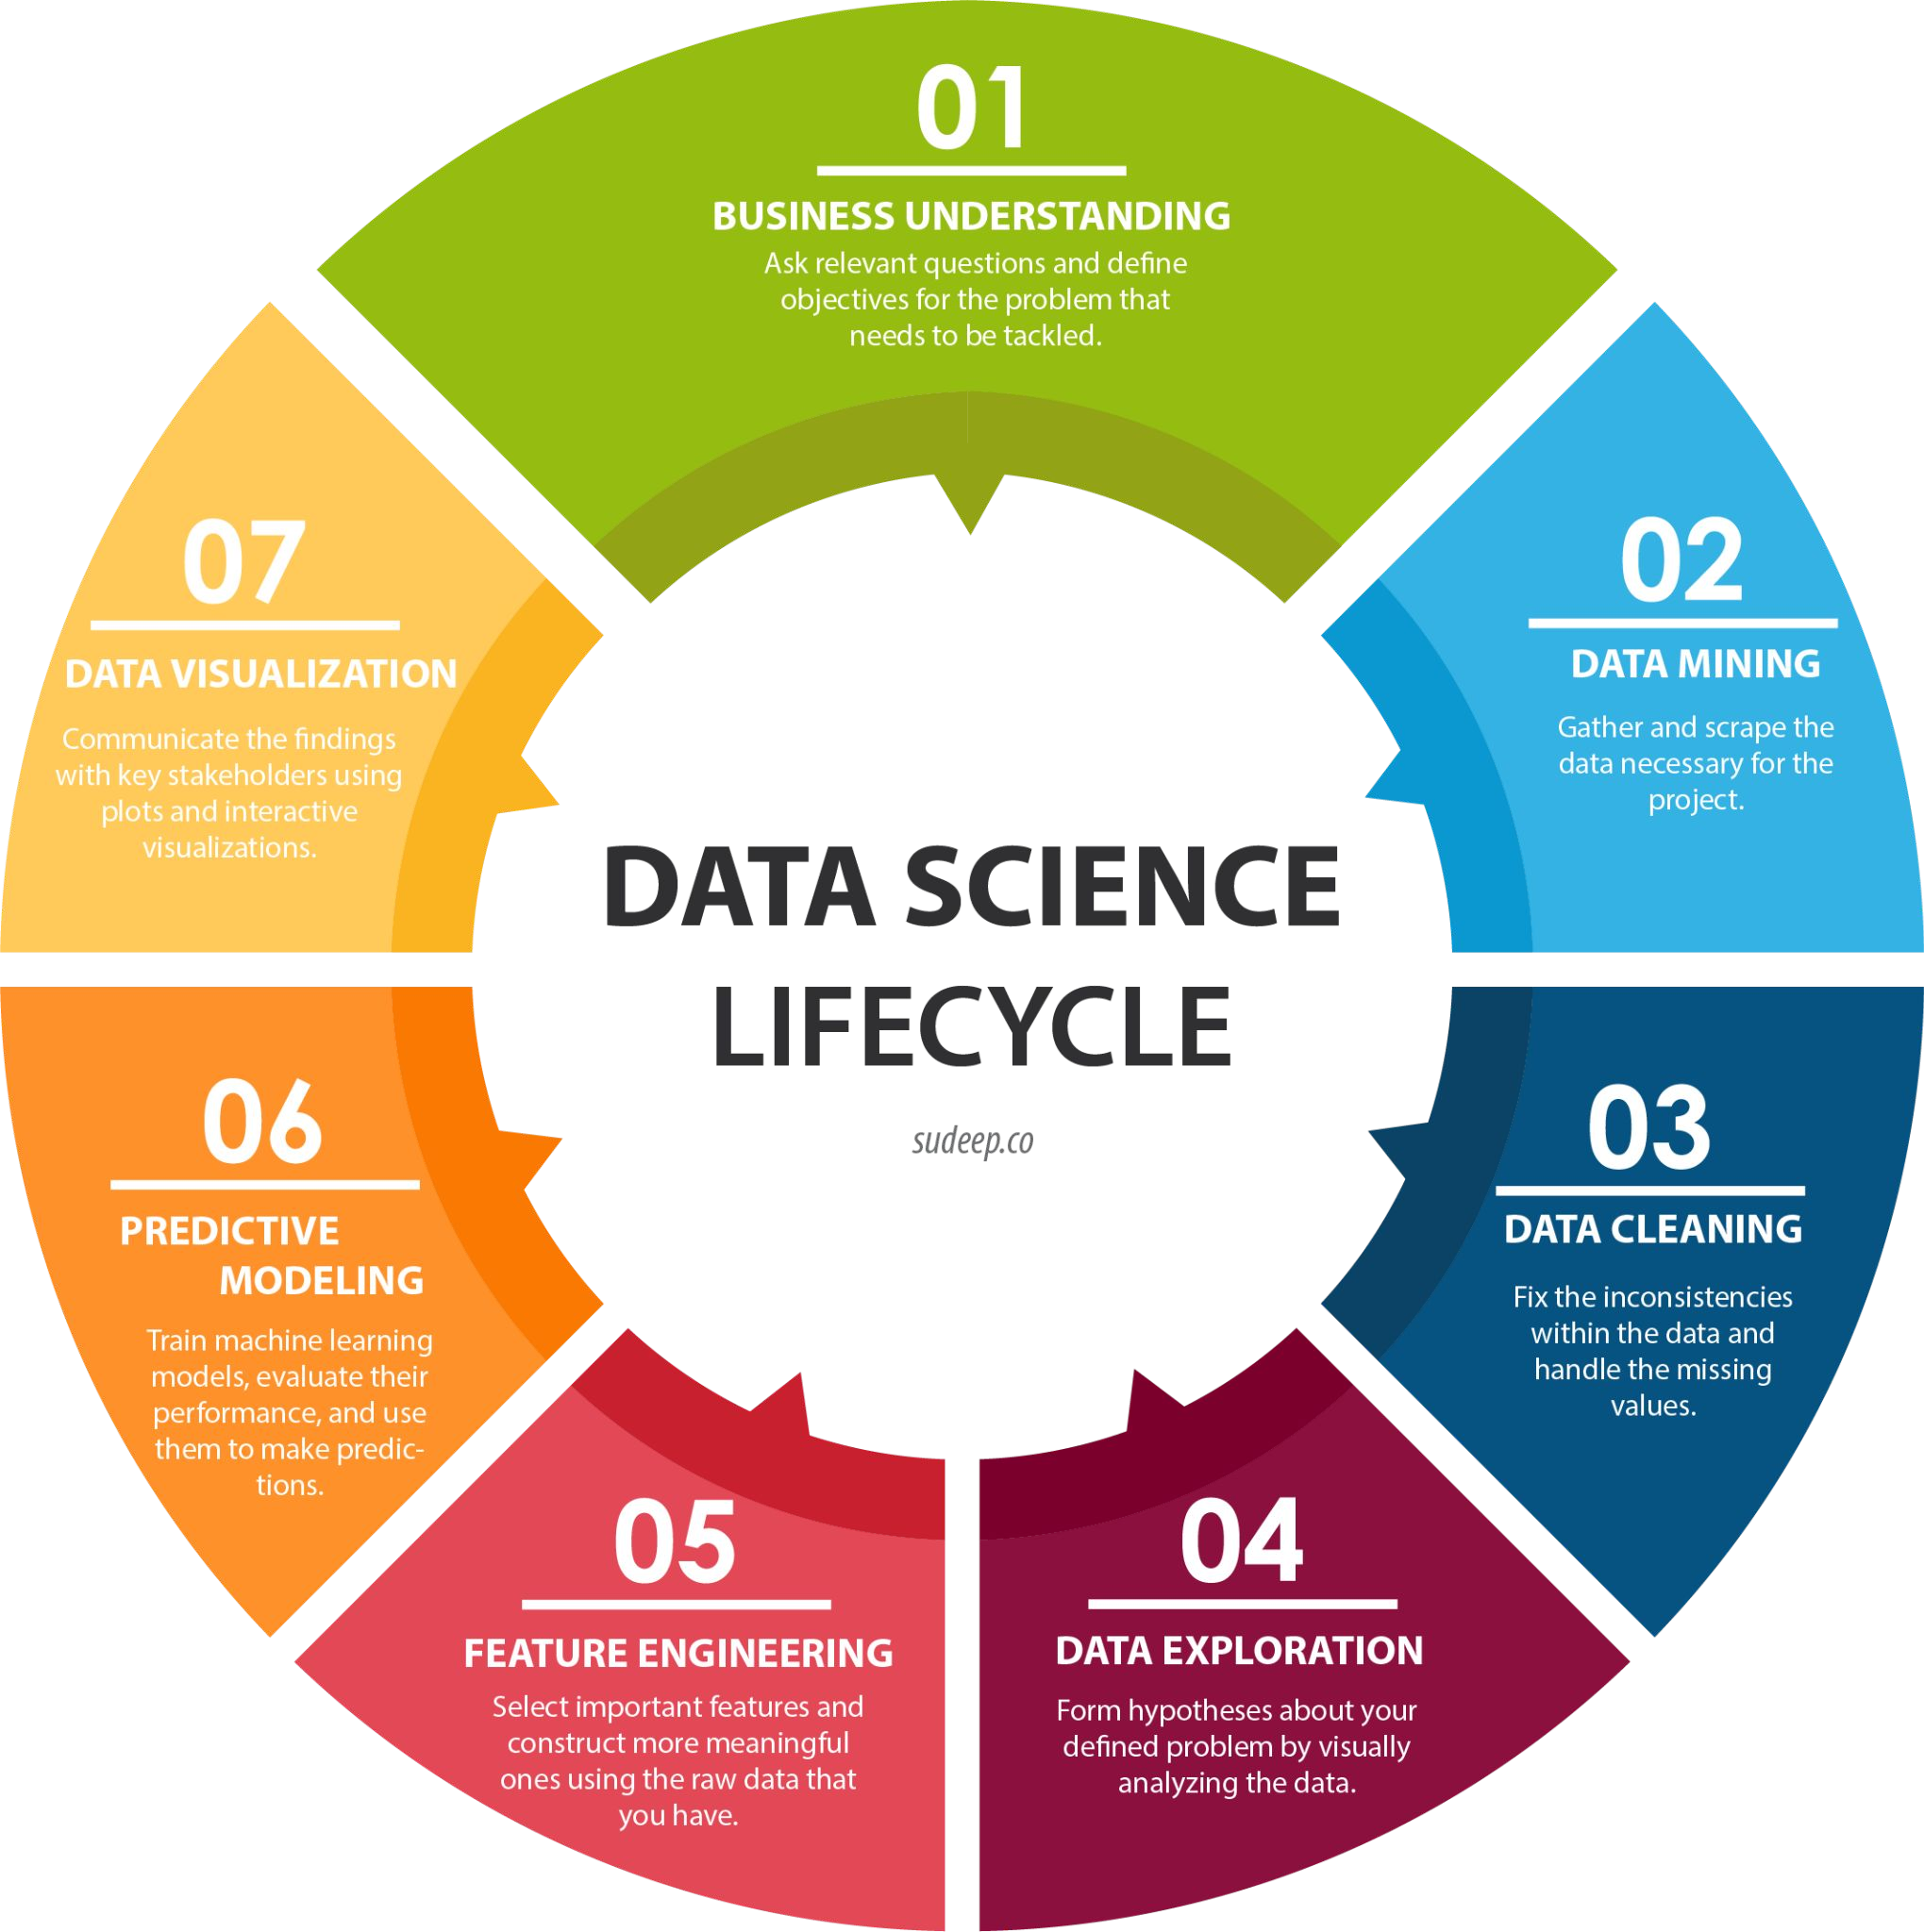 01
BUSINESS UNDERSTANDING
Ask relevant questions and define
objectives for the problem that
needs to be tackled.
02
DATA MINING
Gather and scrape the
data necessary for the
project.
03
DATA CLEANING
Fix the inconsistencies
within the data and
handle the missing
values.
04
DATA EXPLORATION
Form hypotheses about your
defined problem by visually
analyzing the data.
05
FEATURE ENGINEERING
Select important features and
construct more meaningful
ones using the raw data that
you have.
06
PREDICTIVE
MODELING
Train machine learning
models, evaluate their
performance, and use
them to make predic-
tions.
07
DATA VISUALIZATION
Communicate the findings
with key stakeholders using
plots and interactive
visualizations.
DATA SCIENCE
LIFECYCLE
sudeep.co